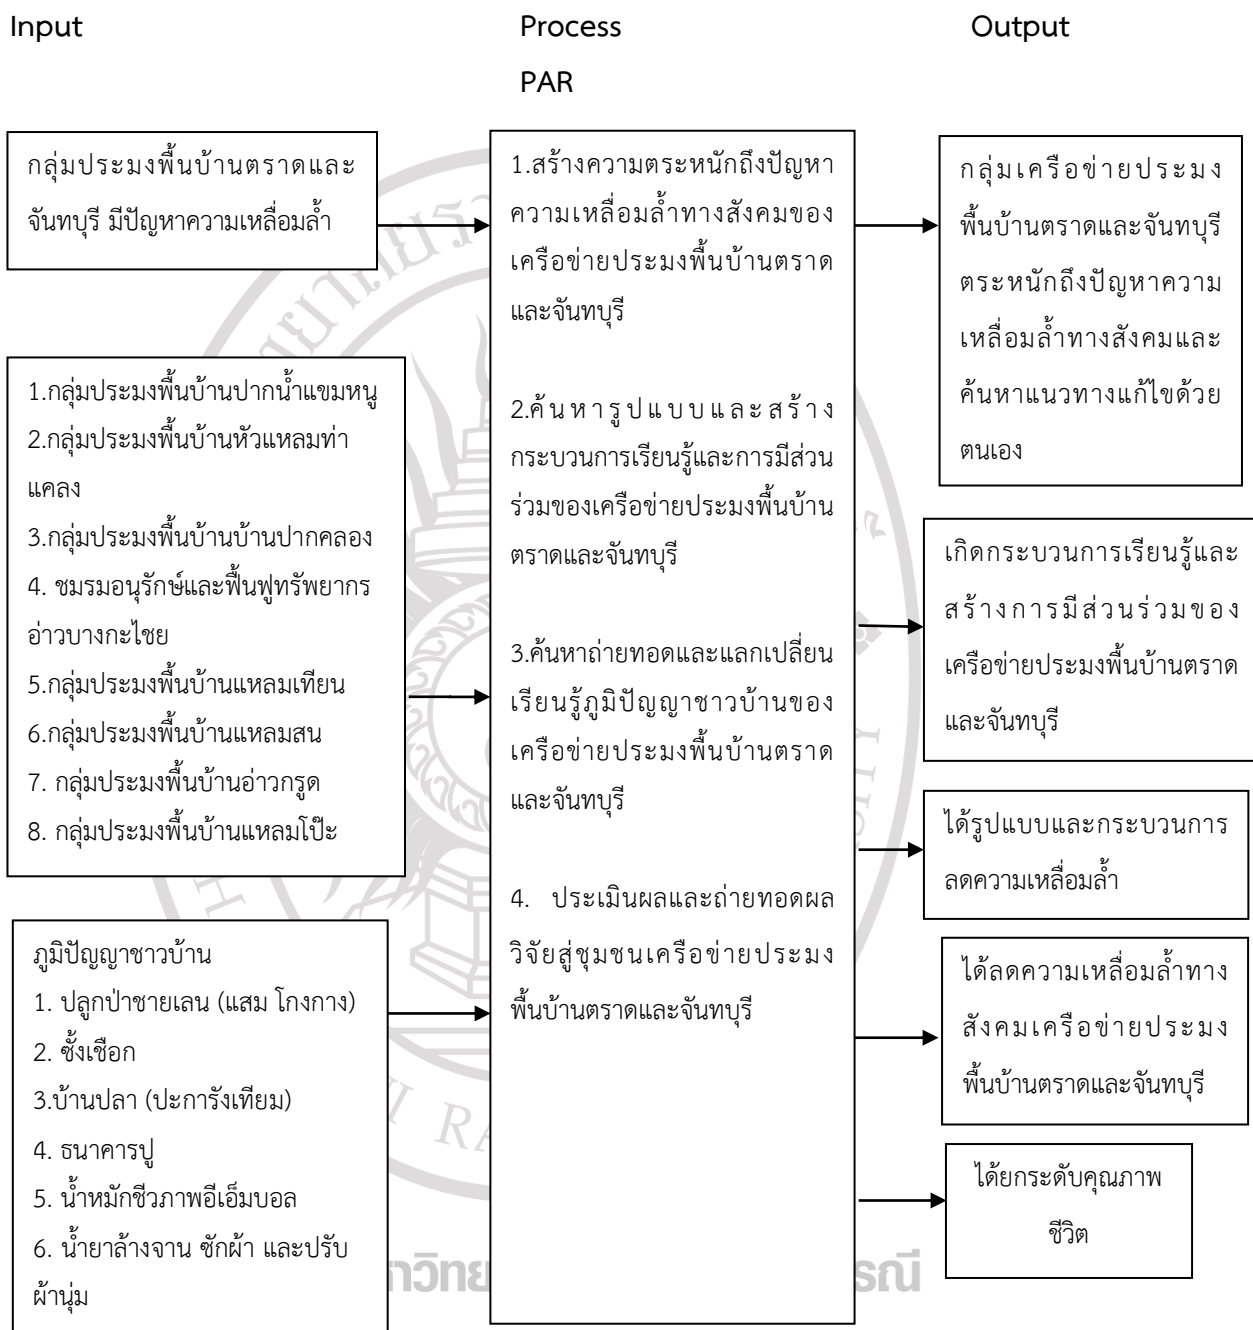 Input
Process
Output
PAR
กลุ่มประมงพื้นบ้านตราดและ
จันทบุรี มีปัญหาความเหลื่อมล้ำ
1.กลุ่มประมงพื้นบ้านปากน้ำแขมหนู
2.กลุ่มประมงพื้นบ้านหัวแหลมท่า
แคลง
3.กลุ่มประมงพื้นบ้านบ้านปากคลอง
4. ชมรมอนุรักษ์และฟื้นฟูทรัพยากร
อ่าวบางกะไชย
5.กลุ่มประมงพื้นบ้านแหลมเทียน
6.กลุ่มประมงพื้นบ้านแหลมสน
7. กลุ่มประมงพื้นบ้านอ่าวกรูด
8. กลุ่มประมงพื้นบ้านแหลมโป๊ะ
ภูมิปัญญาชาวบ้าน
1. ปลูกป่าชายเลน (แสม โกงกาง)
2. ซั้งเชือก
3.บ้านปลา (ปะการังเทียม)
4. ธนาคารปู
5. น้ำหมักชีวภาพอีเอ็มบอล
6. น้ำยาล้างจาน ซักผ้า และปรับ
ผ้านุ่ม
1.สร้างความตระหนักถึงปัญหา
ความเหลื่อมล้ำทางสังคมของ
เครือข่ายประมงพื้นบ้านตราด
และจันทบุรี
2.ค้นหารูปแบบและสร้าง
กระบวนการเรียนรู้และการมีส่วน
ร่วมของเครือข่ายประมงพื้นบ้าน
ตราดและจันทบุรี
3.ค้นหาถ่ายทอดและแลกเปลี่ยน
เรียนรู้ภูมิปัญญาชาวบ้านของ
เครือข่ายประมงพื้นบ้านตราด
และจันทบุรี
4. ประเมินผลและถ่ายทอดผล
วิจัยสู่ชุมชนเครือข่ายประมง
พื้นบ้านตราดและจันทบุรี
กลุ่มเครือข่ายประมง
พื้นบ้านตราดและจันทบุรี
ตระหนักถึงปัญหาความ
เหลื่อมล้ำทางสังคมและ
ค้นหาแนวทางแก้ไขด้วย
ตนเอง
เกิดกระบวนการเรียนรู้และ
สร้างการมีส่วนร่วมของ
เครือข่ายประมงพื้นบ้านตราด
และจันทบุรี
ได้รูปแบบและกระบวนการ
ลดความเหลื่อมล้ำ
ได้ลดความเหลื่อมล้ำทาง
สังคมเครือข่ายประมง
พื้นบ้านตราดและจันทบุรี
ได้ยกระดับคุณภาพ
ชีวิต